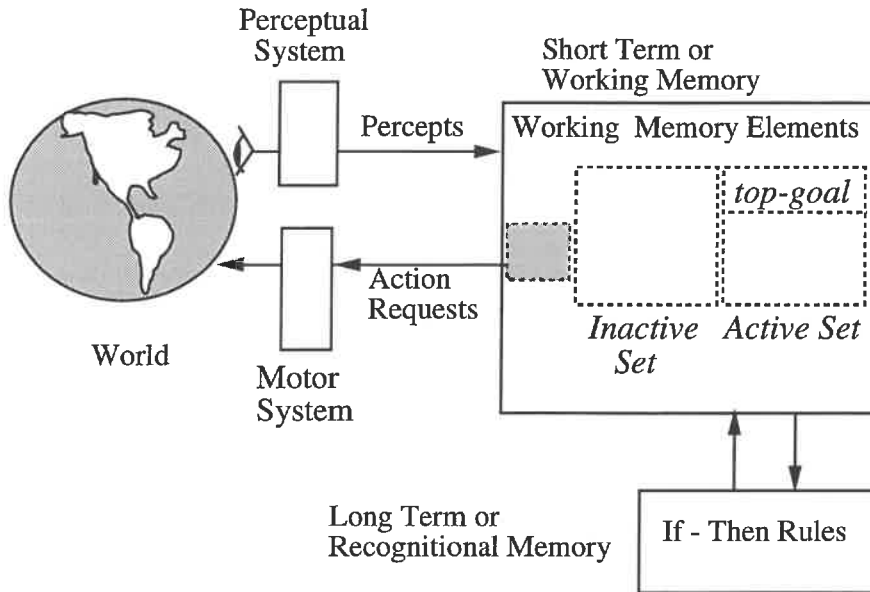 Perceptual
System
Short Term or
Working Memory
Percepts
Working Memory Elements
top-goal
Action
Requests
Inactive
Set
Active Set
World
Motor
System
Long Term or
Recognitional Memory
If - Then Rules